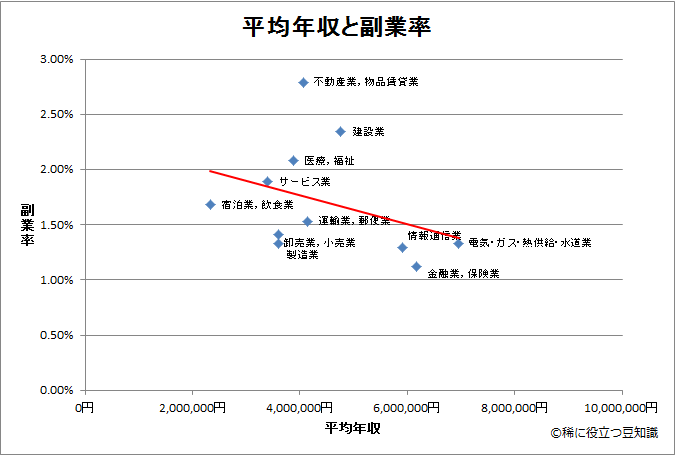 平均年収と副業率
3.00%
不動産業，物品賃貸業
2.50%
建設業
2.00%
医療，福祉
サービス業
宿泊業，飲食業
1.50%
運輸業，郵便業
情報通信業
卸売業，小売業
電気・ガス・熱供給・水道業
製造業
金融業，保険業
1.00%
0.50%
0.00%
副業率
0円
2,000,000円
4,000,000円
6,000,000円
8,000,000円
10,000,000円
平均年収
©稀に役立つ豆知識